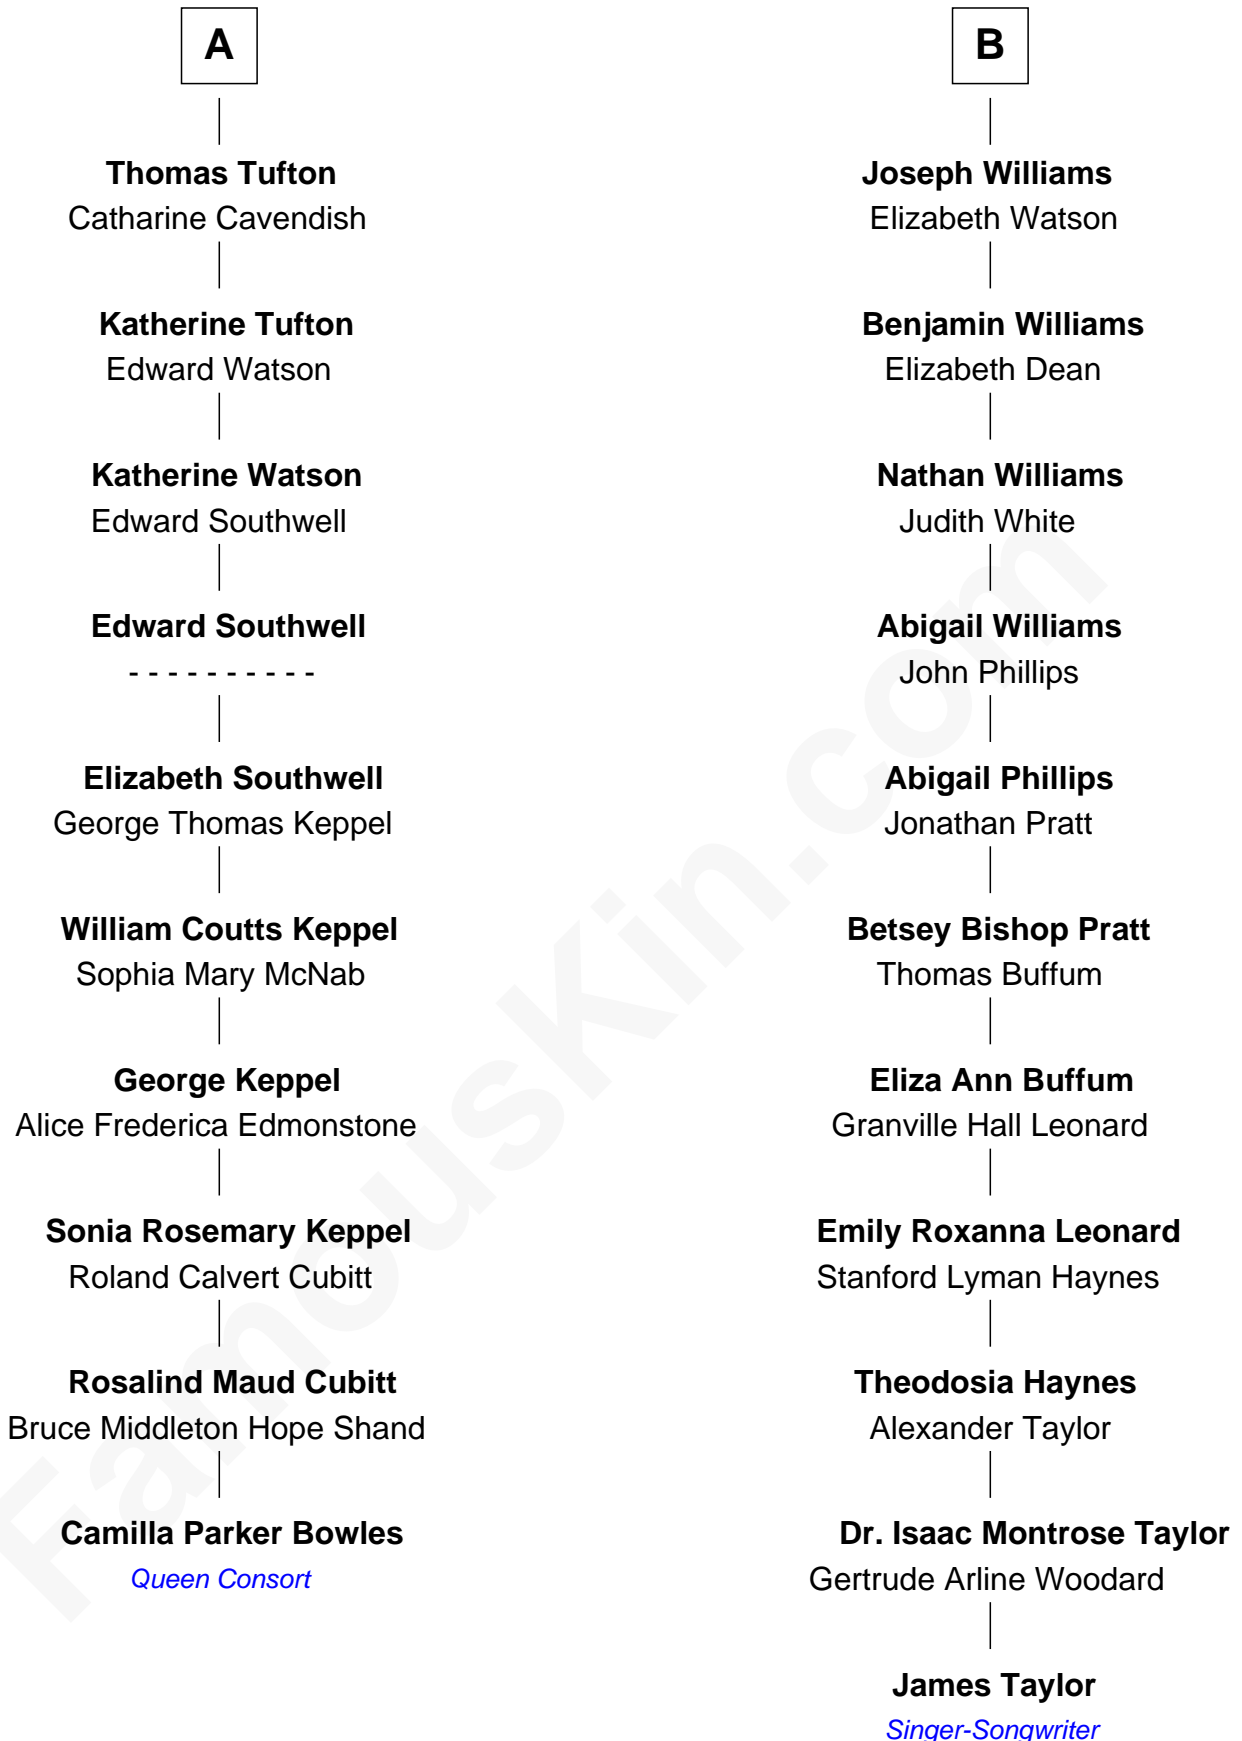 A
Thomas Tufton
Catharine Cavendish
Katherine Tufton
Edward Watson
Katherine Watson
Edward Southwell
Edward Southwell
- - - - - - - - - -
Elizabeth Southwell
George Thomas Keppel
William Coutts Keppel
Sophia Mary McNab
George Keppel
Alice Frederica Edmonstone
Sonia Rosemary Keppel
Roland Calvert Cubitt
Rosalind Maud Cubitt
Bruce Middleton Hope Shand
Camilla Parker Bowles
Queen Consort
B
Joseph Williams
Elizabeth Watson
Benjamin Williams
Elizabeth Dean
Nathan Williams
Judith White
Abigail Williams
John Phillips
Abigail Phillips
Jonathan Pratt
Betsey Bishop Pratt
Thomas Buffum
Eliza Ann Buffum
Granville Hall Leonard
Emily Roxanna Leonard
Stanford Lyman Haynes
Theodosia Haynes
Alexander Taylor
Dr. Isaac Montrose Taylor
Gertrude Arline Woodard
James Taylor
Singer-Songwriter
FamousKin.com